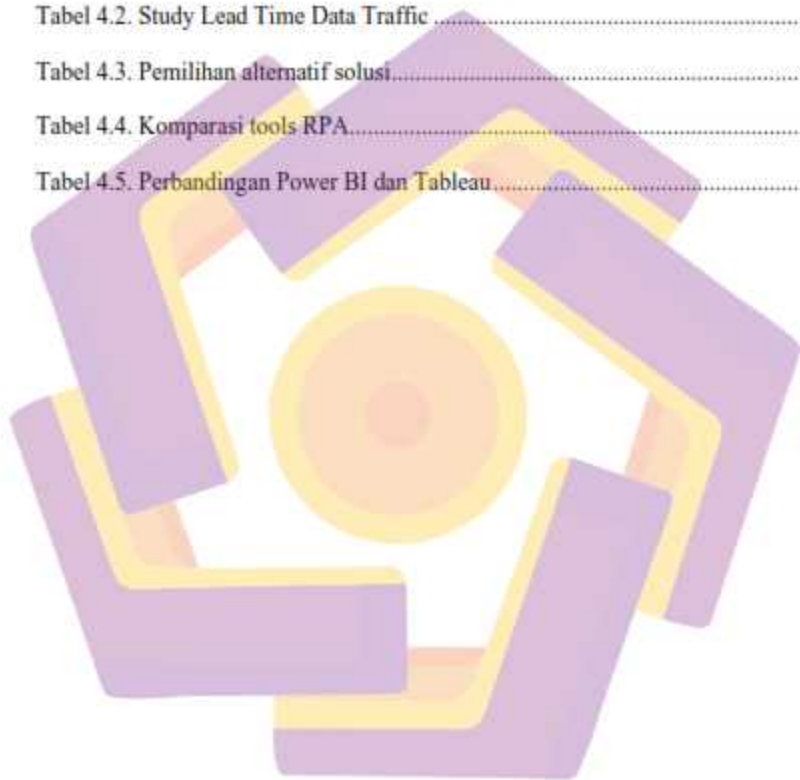 Tabel 4.2. Study Lead Time Data Traffic ................................................................
Tabel 4.3. Pemilihan alternatif solusi.......................................................................
Tabel 4.4. Komparasi tools RPA...............................................................................
Tabel 4.5. Perbandingan Power BI dan Tableau.....................................................